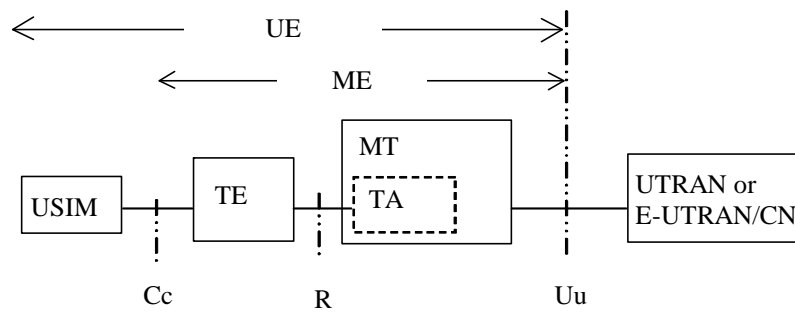 UE
ME
MT
USIM
TE
TA
UTRAN or
E-UTRAN/CN
Cc
R
Uu